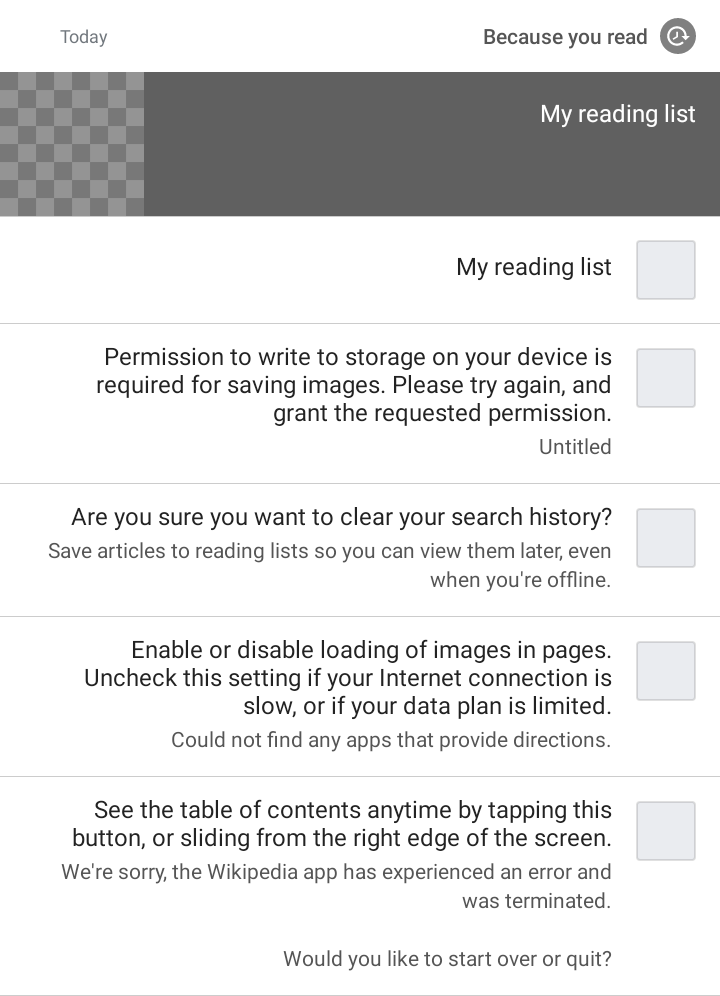 Today
Because you read
My reading list
My reading list
Permission to write to storage on your device is
required for saving images. Please try again, and
grant the requested permission.
Untitled
Are you sure you want to clear your search history?
Save articles to reading lists so you can view them later, even
when you're offline.
Enable or disable loading of images in pages.
Uncheck this setting if your Internet connection is
slow, or if your data plan is limited.
Could not find any apps that provide directions.
See the table of contents anytime by tapping this
button, or sliding from the right edge of the screen.
We're sorry, the Wikipedia app has experienced an error and
was terminated.
Would you like to start over or quit?